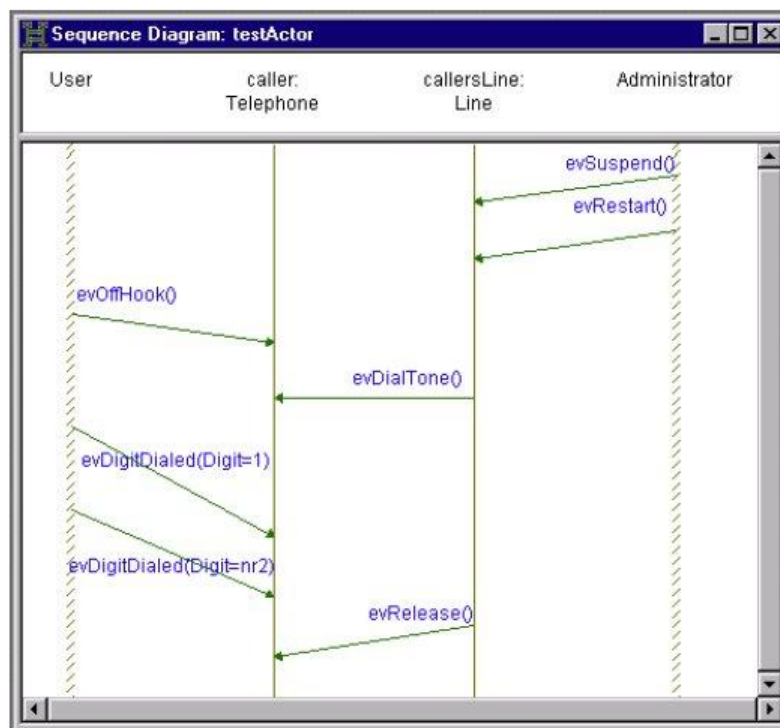 Sequence Diagram: testActor
User
caller:
Telephone
callersLine:
Line
Administrator
evSuspend()
evRestart()
evOffHook()
evDialTone()
evDigitDialed(Digit=1)
evDigitDialed(Digit=nr2)
evRelease()